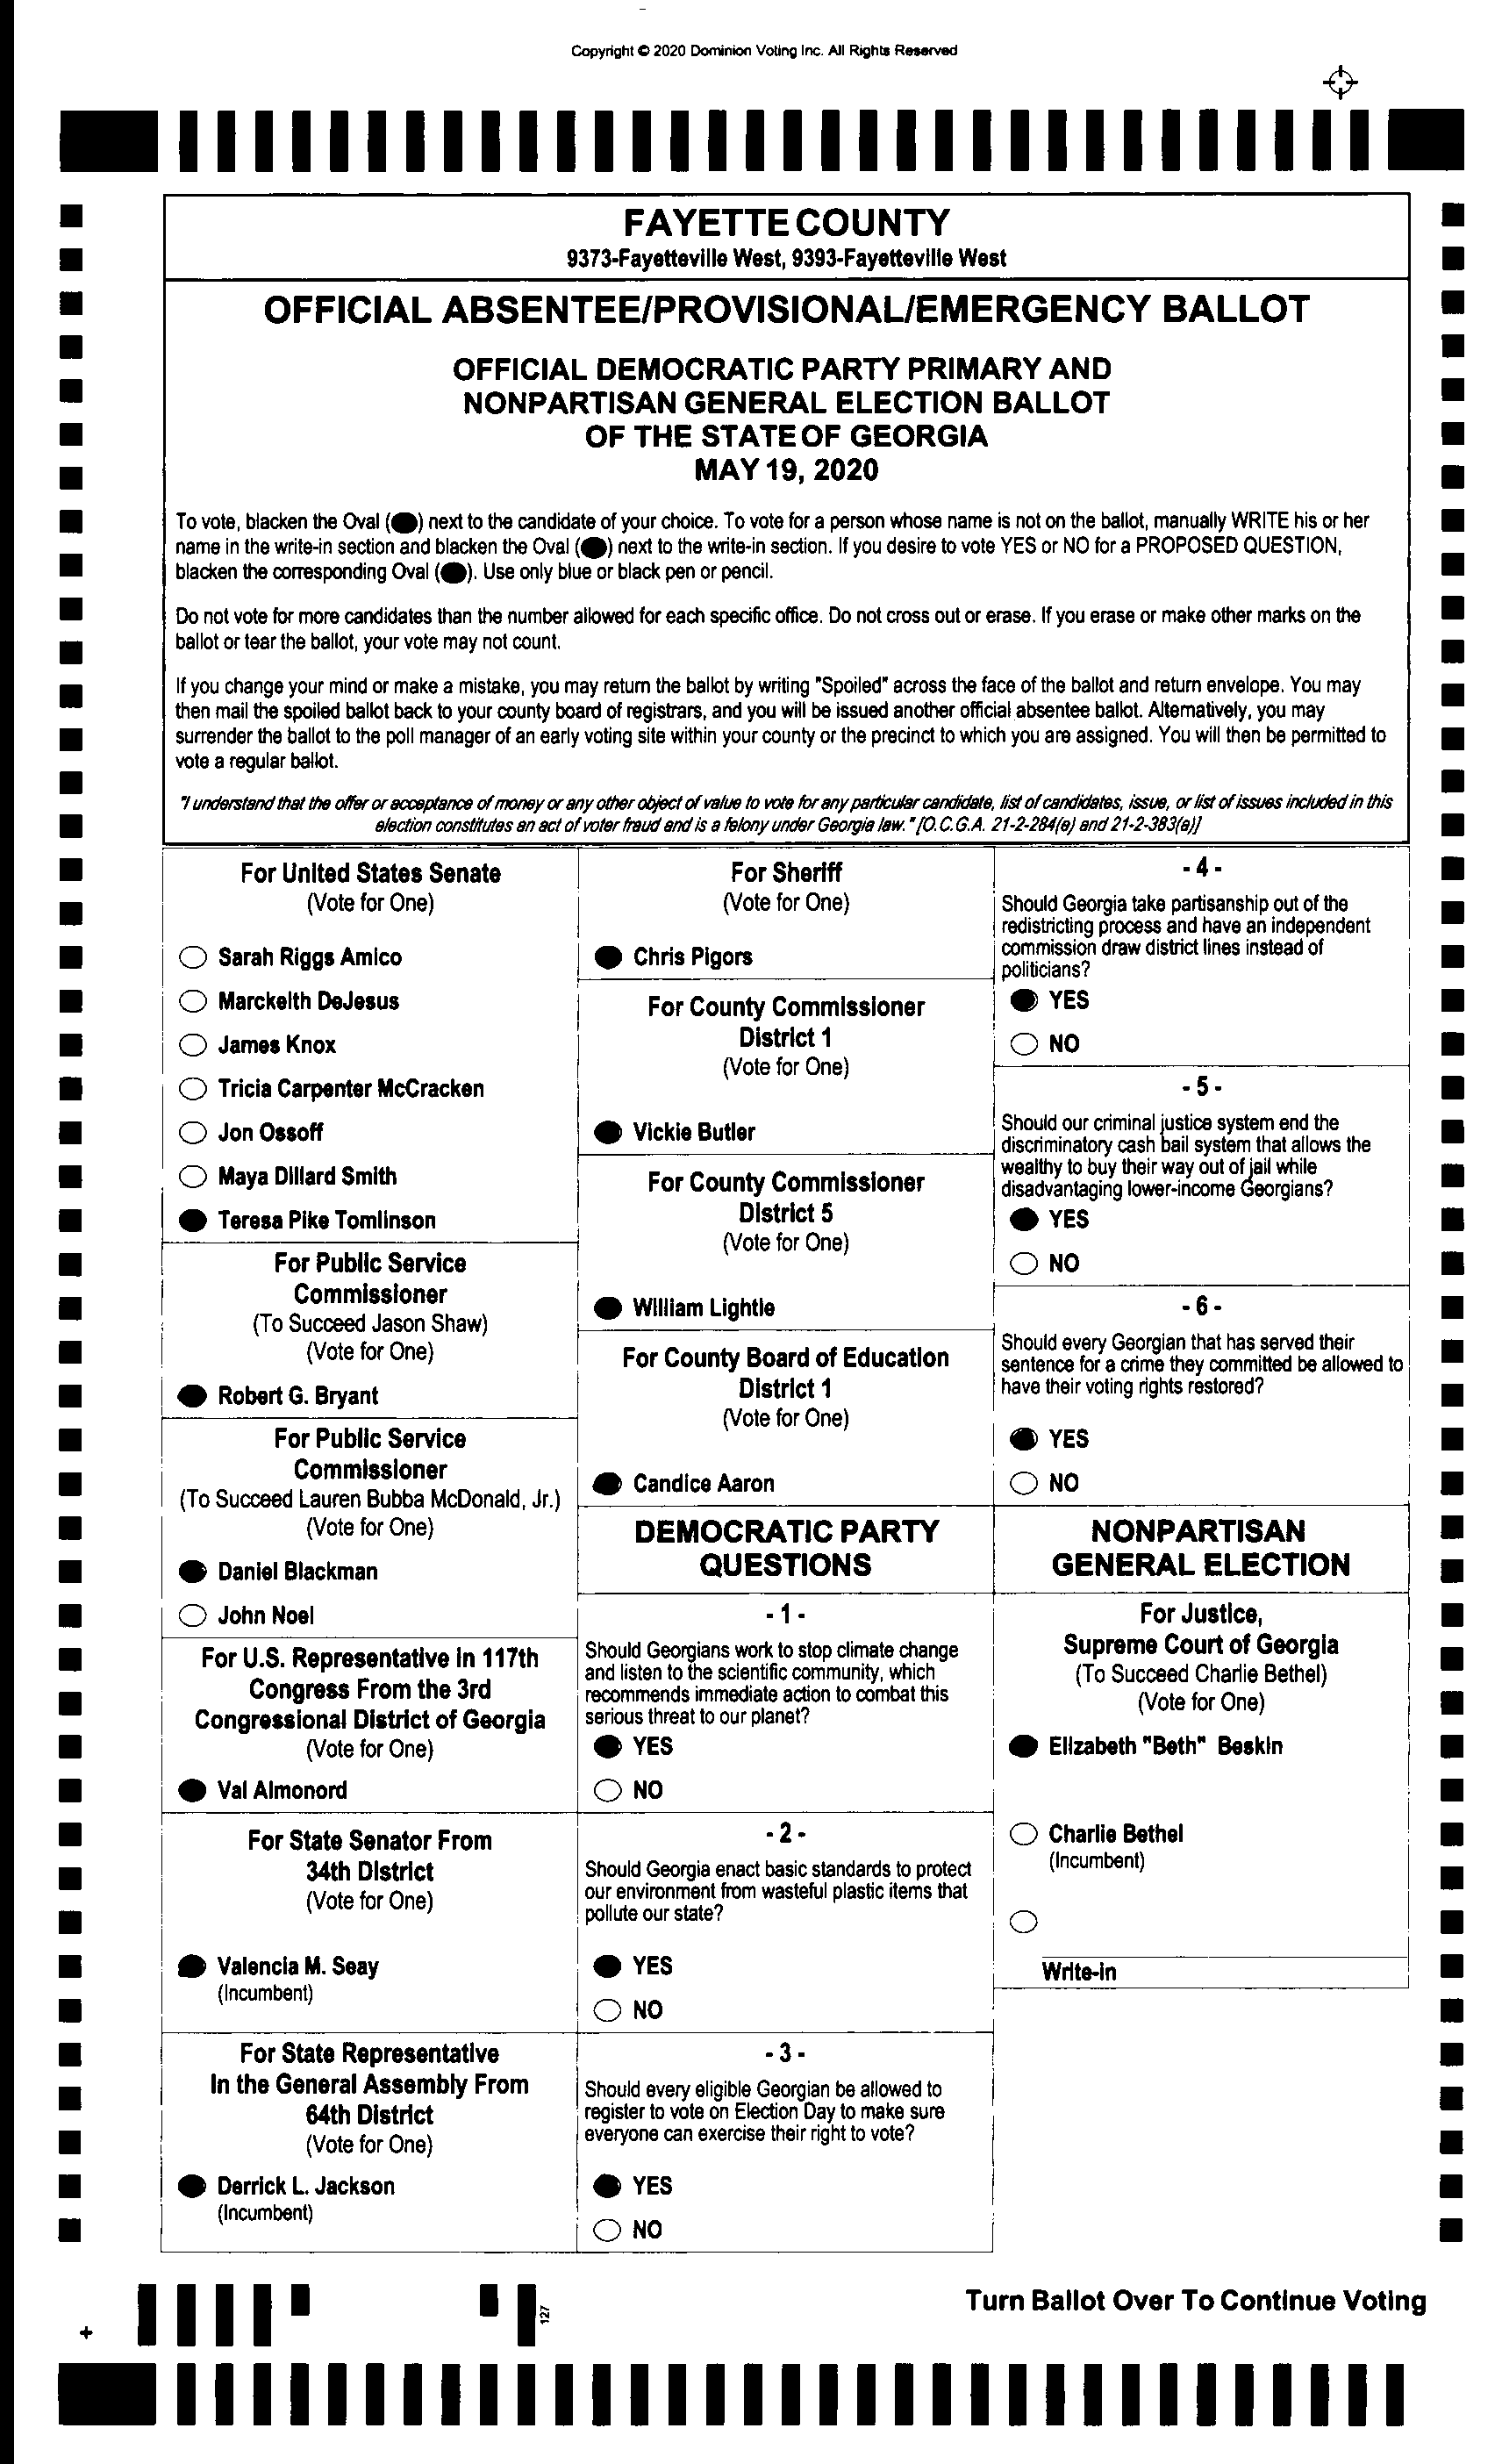 Copyright © 2020 Dominion Voting Inc. All Rights Reserved
FAYETTE COUNTY
9373-Fayetteville West, 9393-Fayetteville West
OFFICIAL ABSENTEE/PROVISIONAL/EMERGENCY BALLOT
OFFICIAL DEMOCRATIC PARTY PRIMARY AND
NONPARTISAN GENERAL ELECTION BALLOT
OF THE STATE OF GEORGIA
MAY 19, 2020
To vote, blacken the Oval ( ) next to the candidate of your choice. To vote for a person whose name is not on the ballot, manually WRITE his or her
name in the write-in section and blacken the Oval ( ) next to the write-in section. If you desire to vote YES or NO for a PROPOSED QUESTION,
blacken the corresponding Oval ( ). Use only blue or black pen or pencil.
Do not vote for more candidates than the number allowed for each specific office. Do not cross out or erase. If you erase or make other marks on the
ballot or tear the ballot, your vote may not count.
If you change your mind or make a mistake, you may return the ballot by writing "Spoiled" across the face of the ballot and return envelope. You may
then mail the spoiled ballot back to your county board of registrars, and you will be issued another official absentee ballot. Alternatively, you may
surrender the ballot to the poll manager of an early voting site within your county or the precinct to which you are assigned. You will then be permitted to
vote a regular ballot.
"I understand that the offer or acceptance of money or any other object of value to vote for any particular candidate, list of candidates, issue, or list of issues included in this
election constitutes an act of voter fraud and is a felony under Georgia law." [O.C.G.A. 21-2-284(e) and 21-2-383(a)]
For United States Senate
(Vote for One)
Sarah Riggs Amico
Marckeith DeJesus
James Knox
Tricia Carpenter McCracken
Jon Ossoff
Maya Dillard Smith
Teresa Pike Tomlinson
For Public Service
Commissioner
(To Succeed Jason Shaw)
(Vote for One)
Robert G. Bryant
For Public Service
Commissioner
(To Succeed Lauren Bubba McDonald, Jr.)
(Vote for One)
Daniel Blackman
John Noel
For U.S. Representative in 117th
Congress From the 3rd
Congressional District of Georgia
(Vote for One)
Val Almonord
For State Senator From
34th District
(Vote for One)
Valencia M. Seay
(Incumbent)
For State Representative
In the General Assembly From
64th District
(Vote for One)
Derrick L. Jackson
(Incumbent)
For Sheriff
(Vote for One)
Chris Pigors
For County Commissioner
District 1
(Vote for One)
Vickie Butler
For County Commissioner
District 5
(Vote for One)
William Lightle
For County Board of Education
District 1
(Vote for One)
Candice Aaron
DEMOCRATIC PARTY
QUESTIONS
- 1 -
Should Georgians work to stop climate change
and listen to the scientific community, which
recommends immediate action to combat this
serious threat to our planet?
YES
NO
- 2 -
Should Georgia enact basic standards to protect
our environment from wasteful plastic items that
pollute our state?
YES
NO
- 3 -
Should every eligible Georgian be allowed to
register to vote on Election Day to make sure
everyone can exercise their right to vote?
YES
NO
- 4 -
Should Georgia take partisanship out of the
redistricting process and have an independent
commission draw district lines instead of
politicians?
YES
NO
- 5 -
Should our criminal justice system end the
discriminatory cash bail system that allows the
wealthy to buy their way out of jail while
disadvantaging lower-income Georgians?
YES
NO
- 6 -
Should every Georgian that has served their
sentence for a crime they committed be allowed to
have their voting rights restored?
YES
NO
NONPARTISAN
GENERAL ELECTION
For Justice,
Supreme Court of Georgia
(To Succeed Charlie Bethel)
(Vote for One)
Elizabeth "Beth" Beskin
Charlie Bethel
(Incumbent)
Write-in
127
Turn Ballot Over To Continue Voting